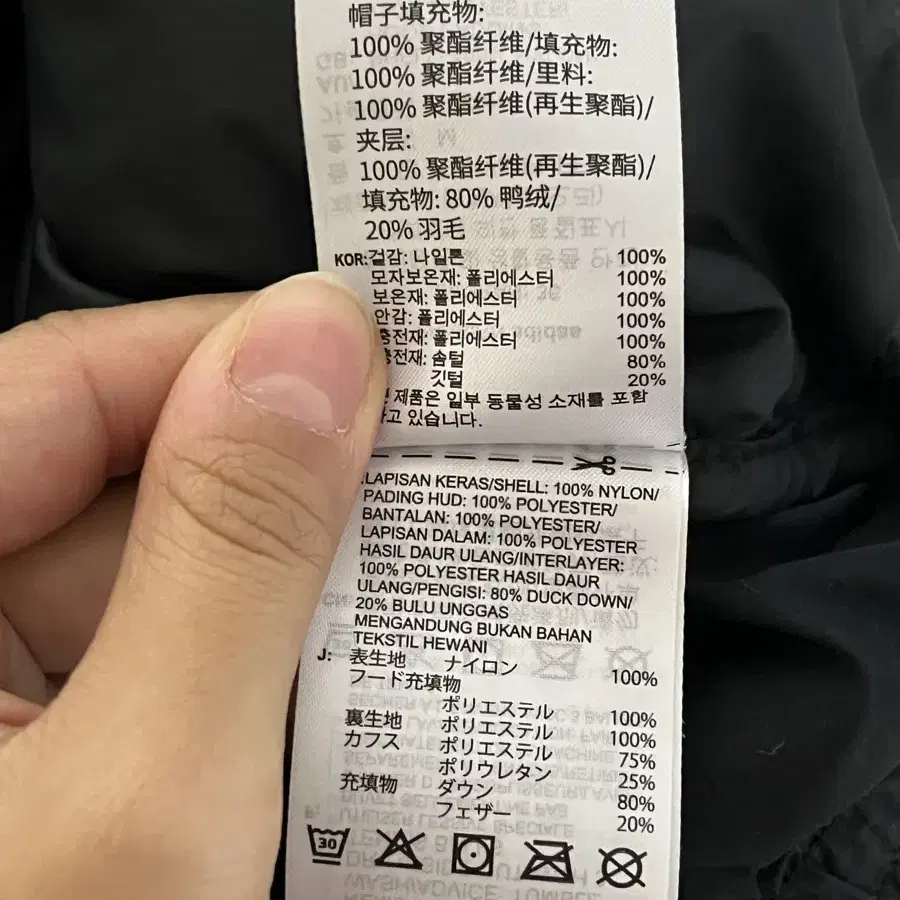 帽子填充物:
100% 聚酯纤维/填充物:
100% 聚酯纤维/里料:
100% 聚酯纤维(再生聚酯)/
夹层:
100% 聚酯纤维(再生聚酯)/
填充物: 80% 鸭绒/
20% 羽毛
KOR:겉감: 나일론 100%
모자보온재: 폴리에스터 100%
보온재: 폴리에스터 100%
안감: 폴리에스터 100%
충전재: 폴리에스터 100%
충전재: 솜털 80%
깃털 20%
제품은 일부 동물성 소재를 포함
하고 있습니다.
:LAPISAN KERAS/SHELL: 100% NYLON/
PADING HUD: 100% POLYESTER/
BANTALAN: 100% POLYESTER/
LAPISAN DALAM: 100% POLYESTER
HASIL DAUR ULANG/INTERLAYER:
100% POLYESTER HASIL DAUR
ULANG/PENGISI: 80% DUCK DOWN/
20% BULU UNGGAS
MENGANDUNG BUKAN BAHAN
TEKSTIL HEWANI
J: 表生地 ナイロン 100%
フード充填物
ポリエステル 100%
裏生地 ポリエステル 100%
カフス ポリエステル 75%
ポリウレタン 25%
充填物 ダウン 80%
フェザー 20%
30